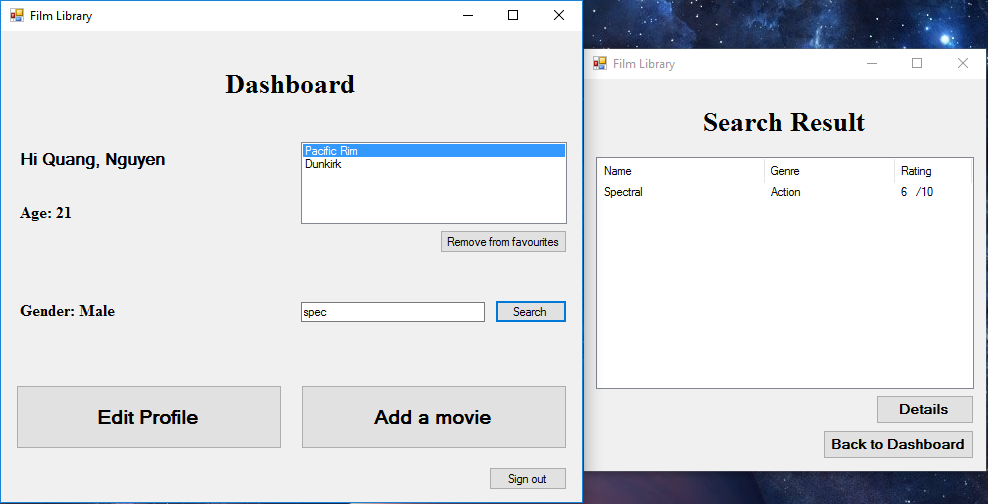 Film Library
Dashboard
Hi Quang, Nguyen
Pacific Rim
Dunkirk
Age: 21
Remove from favourites
Gender: Male
spec
Search
Edit Profile
Add a movie
Sign out
Film Library
Search Result
Name Genre Rating
Spectral Action 6 /10
Details
Back to Dashboard